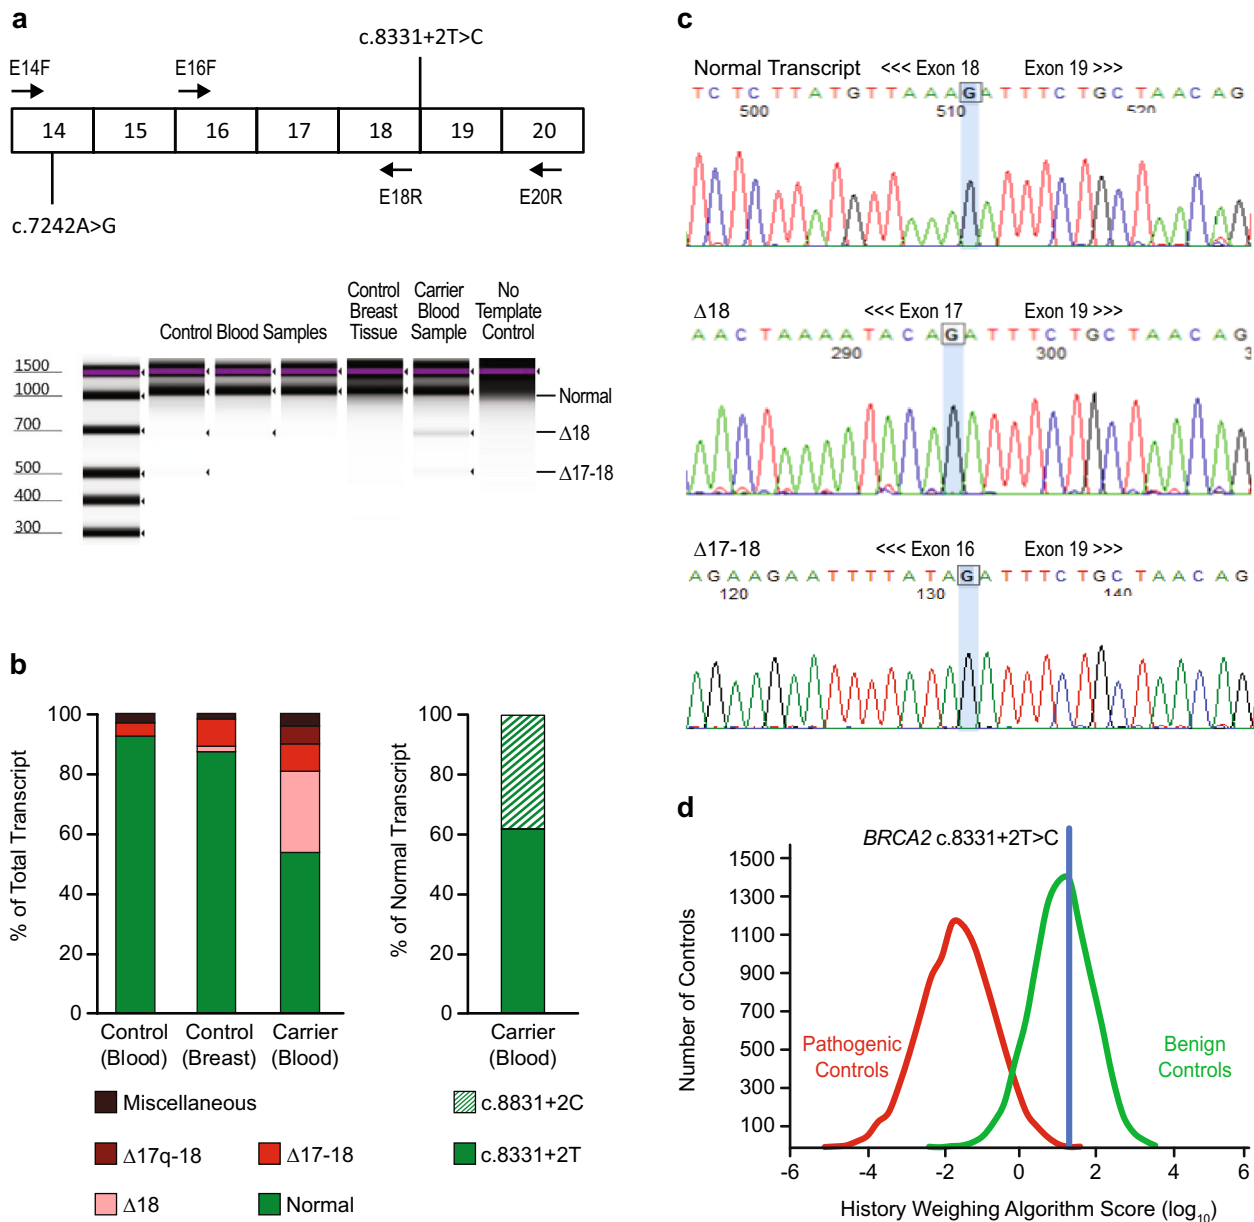 a
c.8331+2T>C
E14F
E16F
14 15 16 17 18 19 20
E18R
E20R
c.7242A>G
Control Blood Samples
Control Breast Tissue
Carrier Blood Sample
No Template Control
1500
1000
700
500
400
300
Normal
Δ18
Δ17-18
b
% of Total Transcript
100
80
60
40
20
0
Control (Blood)
Control (Breast)
Carrier (Blood)
Miscellaneous
Δ17q-18
Δ17-18
Δ18
Normal
% of Normal Transcript
100
80
60
40
20
0
Carrier (Blood)
c.8831+2C
c.8331+2T
c
Normal Transcript <<< Exon 18 Exon 19 >>>
T C T C T T A T G T T A A A G A T T T C T G C T A A C A G
500 510 520
Δ18 <<< Exon 17 Exon 19 >>>
A A C T A A A A T A C A G A T T T C T G C T A A C A G
290 300 3
Δ17-18 <<< Exon 16 Exon 19 >>>
A G A A G A A T T T T A T A G A T T T C T G C T A A C A G
120 130 140
d
BRCA2 c.8331+2T>C
Number of Controls
1500
1300
1100
900
700
500
300
100
Pathogenic Controls
Benign Controls
-6 -4 -2 0 2 4 6
History Weighing Algorithm Score (log10)